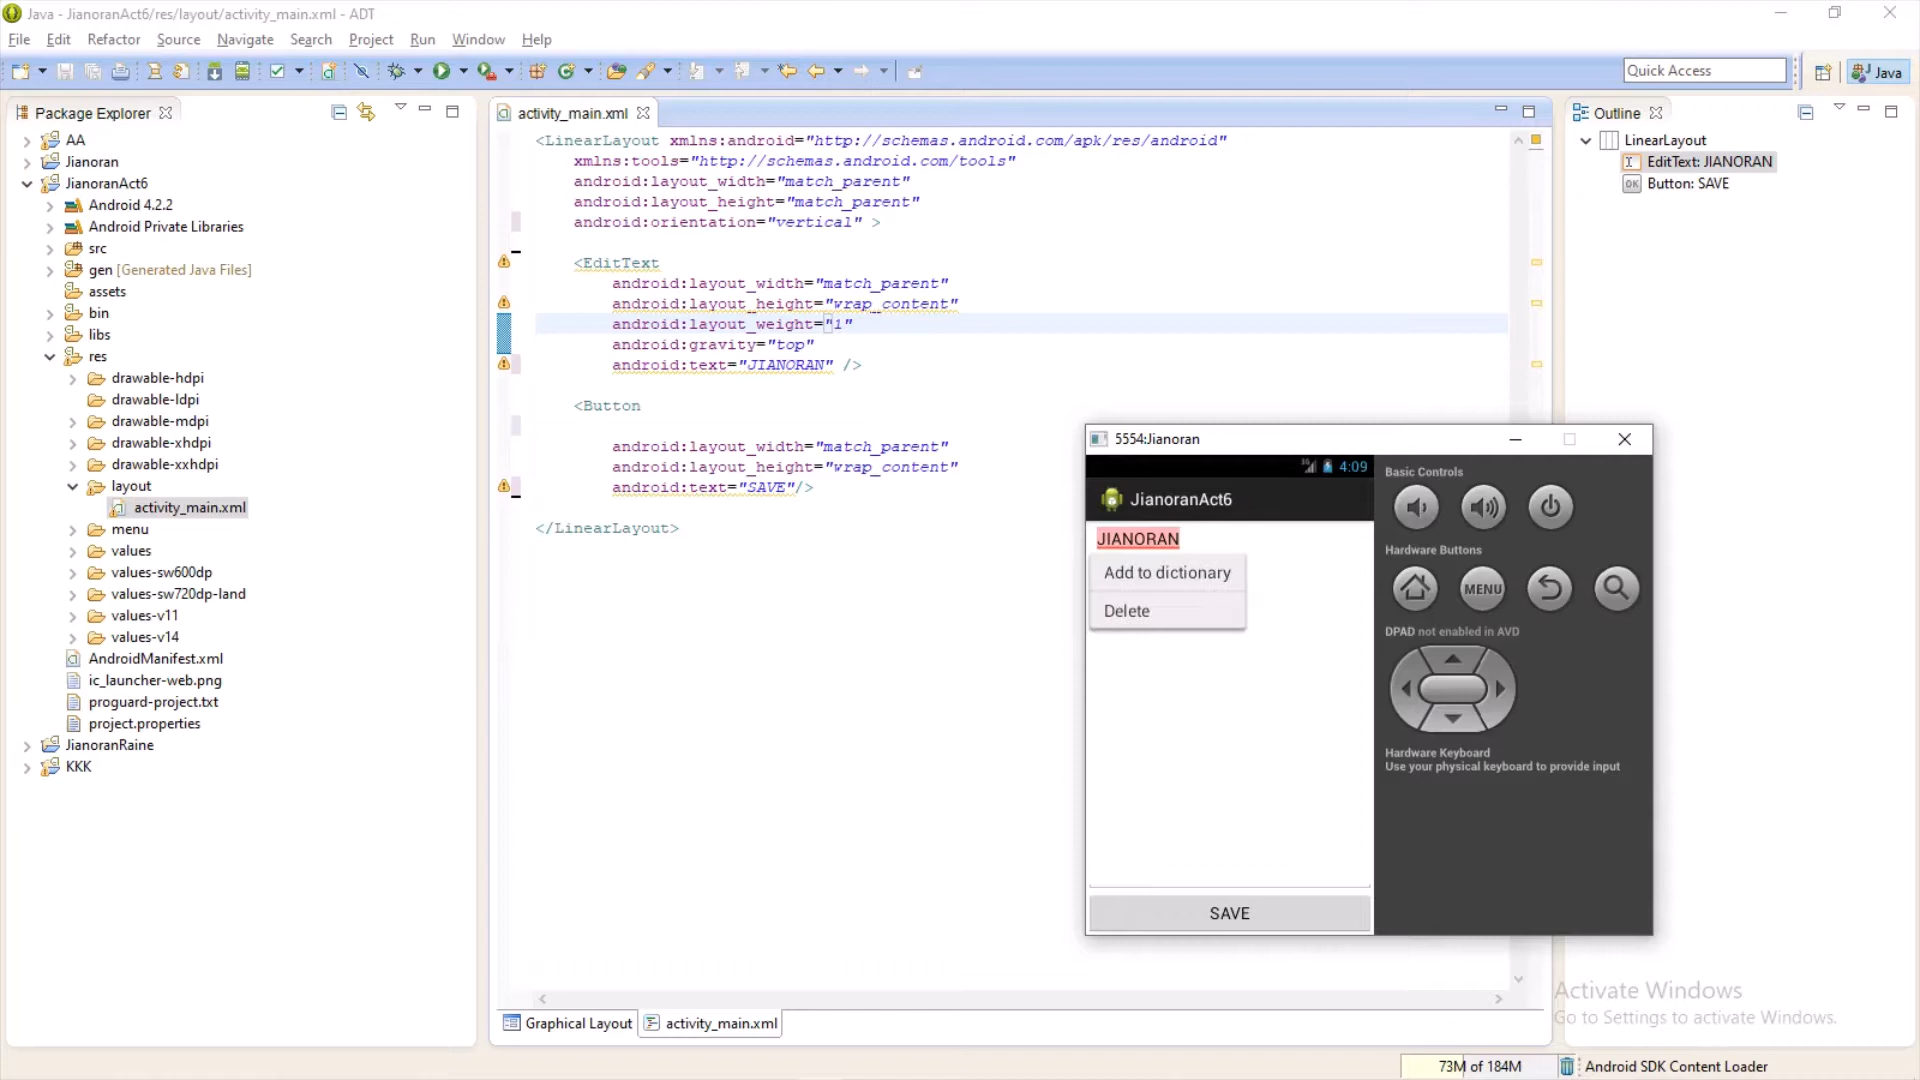 Java - JianoranAct6/res/layout/activity_main.xml - ADT
File Edit Refactor Source Navigate Search Project Run Window Help
Quick Access
Java
Package Explorer
AA
Jianoran
JianoranAct6
Android 4.2.2
Android Private Libraries
src
gen [Generated Java Files]
assets
bin
libs
res
drawable-hdpi
drawable-ldpi
drawable-mdpi
drawable-xhdpi
drawable-xxhdpi
layout
activity_main.xml
menu
values
values-sw600dp
values-sw720dp-land
values-v11
values-v14
AndroidManifest.xml
ic_launcher-web.png
proguard-project.txt
project.properties
JianoranRaine
KKK
activity_main.xml
<LinearLayout xmlns:android="http://schemas.android.com/apk/res/android"
xmlns:tools="http://schemas.android.com/tools"
android:layout_width="match_parent"
android:layout_height="match_parent"
android:orientation="vertical" >
<EditText
android:layout_width="match_parent"
android:layout_height="wrap_content"
android:layout_weight="1"
android:gravity="top"
android:text="JIANORAN" />
<Button
android:layout_width="match_parent"
android:layout_height="wrap_content"
android:text="SAVE"/>
</LinearLayout>
Graphical Layout
activity_main.xml
Outline
LinearLayout
EditText: JIANORAN
OK Button: SAVE
5554:Jianoran
3G 4:09
JianoranAct6
JIANORAN
Add to dictionary
Delete
SAVE
Basic Controls
Hardware Buttons
MENU
DPAD not enabled in AVD
Hardware Keyboard
Use your physical keyboard to provide input
Activate Windows
Go to Settings to activate Windows.
73M of 184M
Android SDK Content Loader